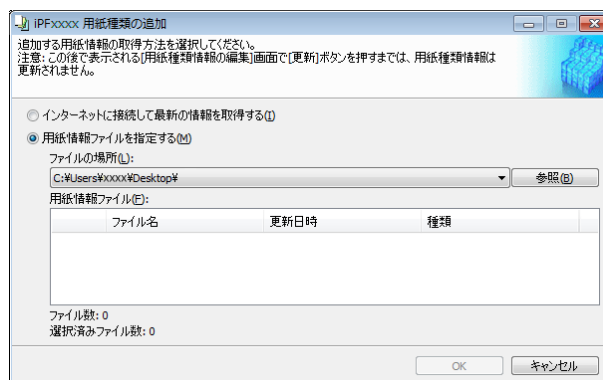 iPFxxxx 用紙種類の追加
追加する用紙情報の取得方法を選択してください。
注意: この後で表示される[用紙種類情報の編集]画面で[更新]ボタンを押すまでは、用紙種類情報は
更新されません。
インターネットに接続して最新の情報を取得する(I)
用紙情報ファイルを指定する(M)
ファイルの場所(L):
C:¥Users¥xxxx¥Desktop¥
参照(B)
用紙情報ファイル(F):
ファイル名 更新日時 種類
ファイル数: 0
選択済みファイル数: 0
OK キャンセル